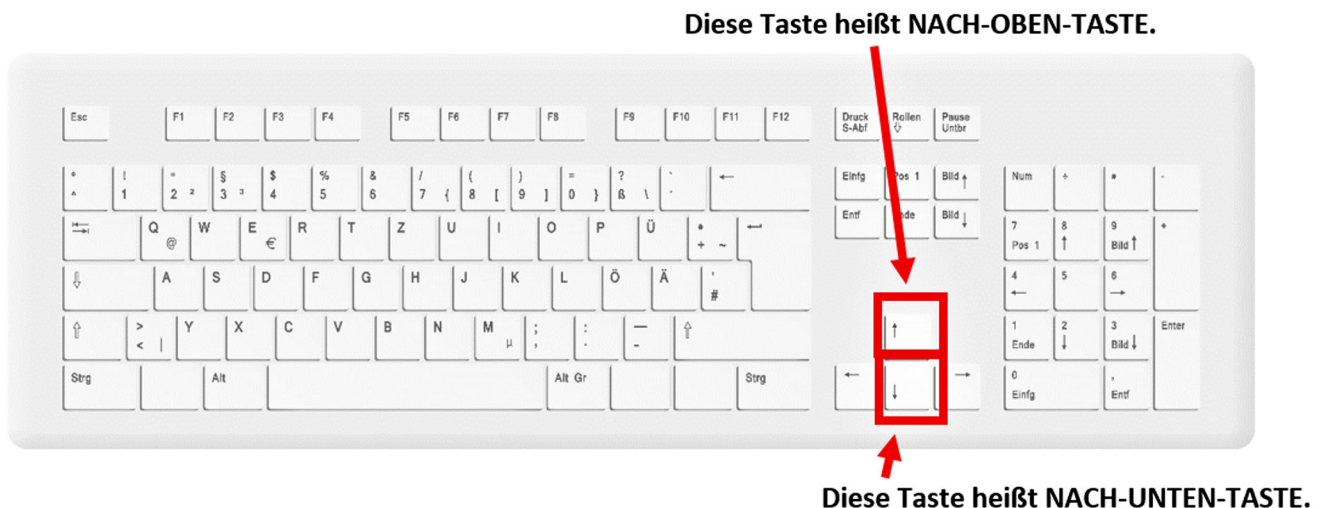 Diese Taste heißt NACH-OBEN-TASTE.
Esc F1 F2 F3 F4 F5 F6 F7 F8 F9 F10 F11 F12 Druck S-Abf Rollen Pause Untbr
° ^ ! 1 " 2 ² § 3 ³ $ 4 % 5 & 6 / 7 { ( 8 [ ) 9 ] = 0 } ? ß \ ` ´ ← Einfg Pos 1 Bild ↑ Num ÷ * -
Q @ W E € R T Z U I O P Ü * + ~ Entf Ende Bild ↓ 7 Pos 1 8 ↑ 9 Bild ↑ +
A S D F G H J K L Ö Ä ' # 4 ← 5 6 →
⇧ > < | Y X C V B N M µ ; , : . — - ⇧ ↑ 1 Ende 2 ↓ 3 Bild ↓ Enter
Strg Alt Alt Gr Strg ← ↓ → 0 Einfg , Entf
Diese Taste heißt NACH-UNTEN-TASTE.